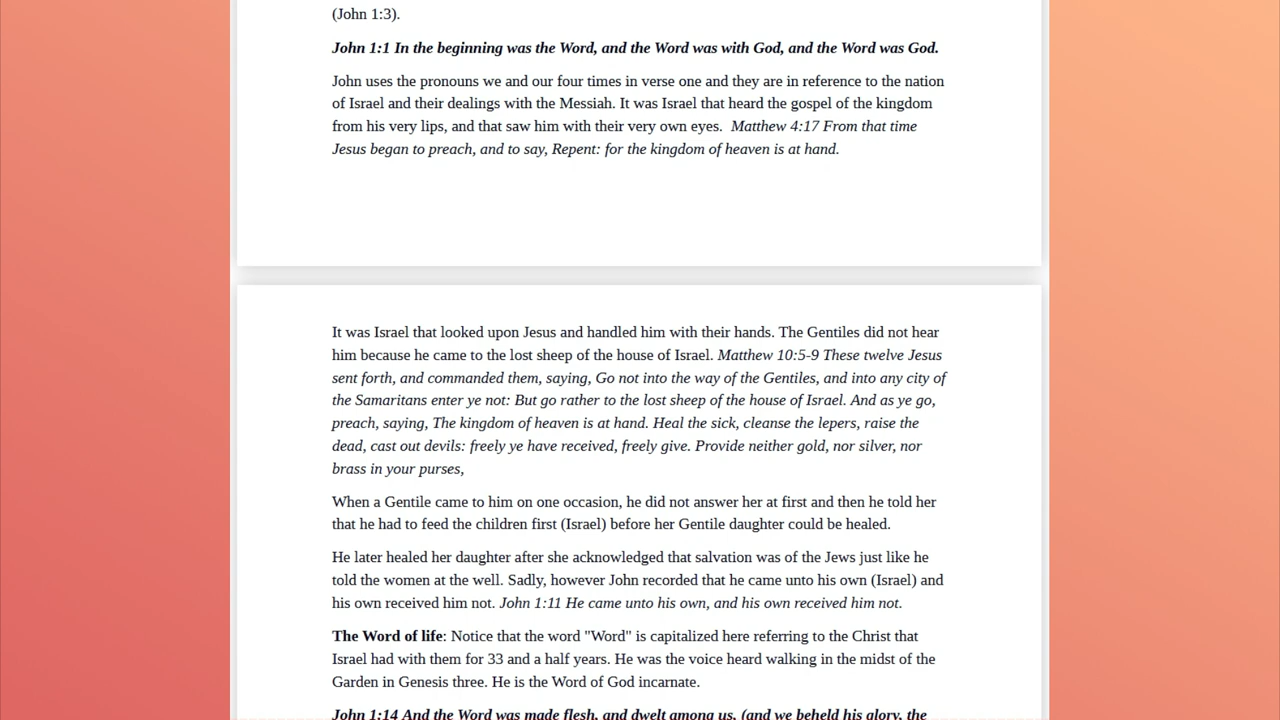 (John 1:3).
John 1:1 In the beginning was the Word, and the Word was with God, and the Word was God.
John uses the pronouns we and our four times in verse one and they are in reference to the nation
of Israel and their dealings with the Messiah. It was Israel that heard the gospel of the kingdom
from his very lips, and that saw him with their very own eyes.  Matthew 4:17 From that time
Jesus began to preach, and to say, Repent: for the kingdom of heaven is at hand.
It was Israel that looked upon Jesus and handled him with their hands. The Gentiles did not hear
him because he came to the lost sheep of the house of Israel. Matthew 10:5-9 These twelve Jesus
sent forth, and commanded them, saying, Go not into the way of the Gentiles, and into any city of
the Samaritans enter ye not: But go rather to the lost sheep of the house of Israel. And as ye go,
preach, saying, The kingdom of heaven is at hand. Heal the sick, cleanse the lepers, raise the
dead, cast out devils: freely ye have received, freely give. Provide neither gold, nor silver, nor
brass in your purses,
When a Gentile came to him on one occasion, he did not answer her at first and then he told her
that he had to feed the children first (Israel) before her Gentile daughter could be healed.
He later healed her daughter after she acknowledged that salvation was of the Jews just like he
told the women at the well. Sadly, however John recorded that he came unto his own (Israel) and
his own received him not. John 1:11 He came unto his own, and his own received him not.
The Word of life: Notice that the word "Word" is capitalized here referring to the Christ that
Israel had with them for 33 and a half years. He was the voice heard walking in the midst of the
Garden in Genesis three. He is the Word of God incarnate.
John 1:14 And the Word was made flesh, and dwelt among us, (and we beheld his glory, the